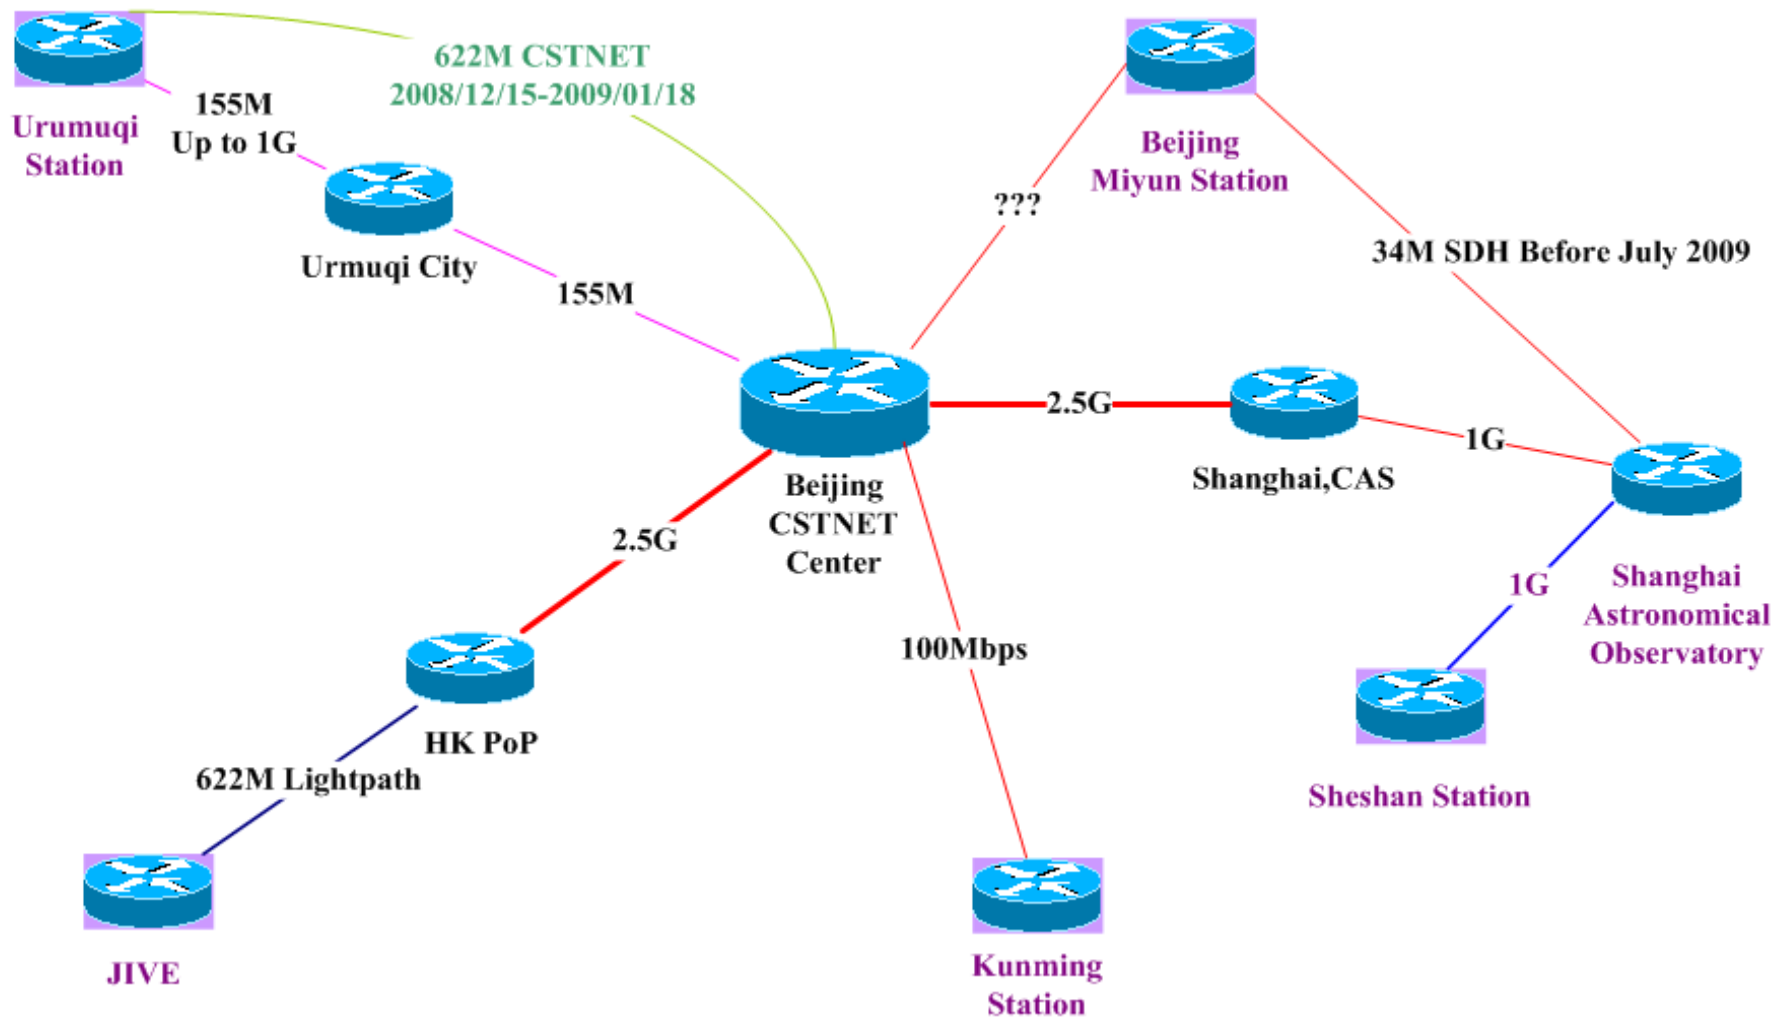 622M CSTNET
2008/12/15-2009/01/18
155M
Up to 1G
Urumuqi
Station
Beijing
Miyun Station
???
Urmuqi City
34M SDH Before July 2009
155M
2.5G
1G
Shanghai,CAS
Beijing
CSTNET
Center
2.5G
1G
Shanghai
Astronomical
Observatory
100Mbps
HK PoP
622M Lightpath
Sheshan Station
JIVE
Kunming
Station